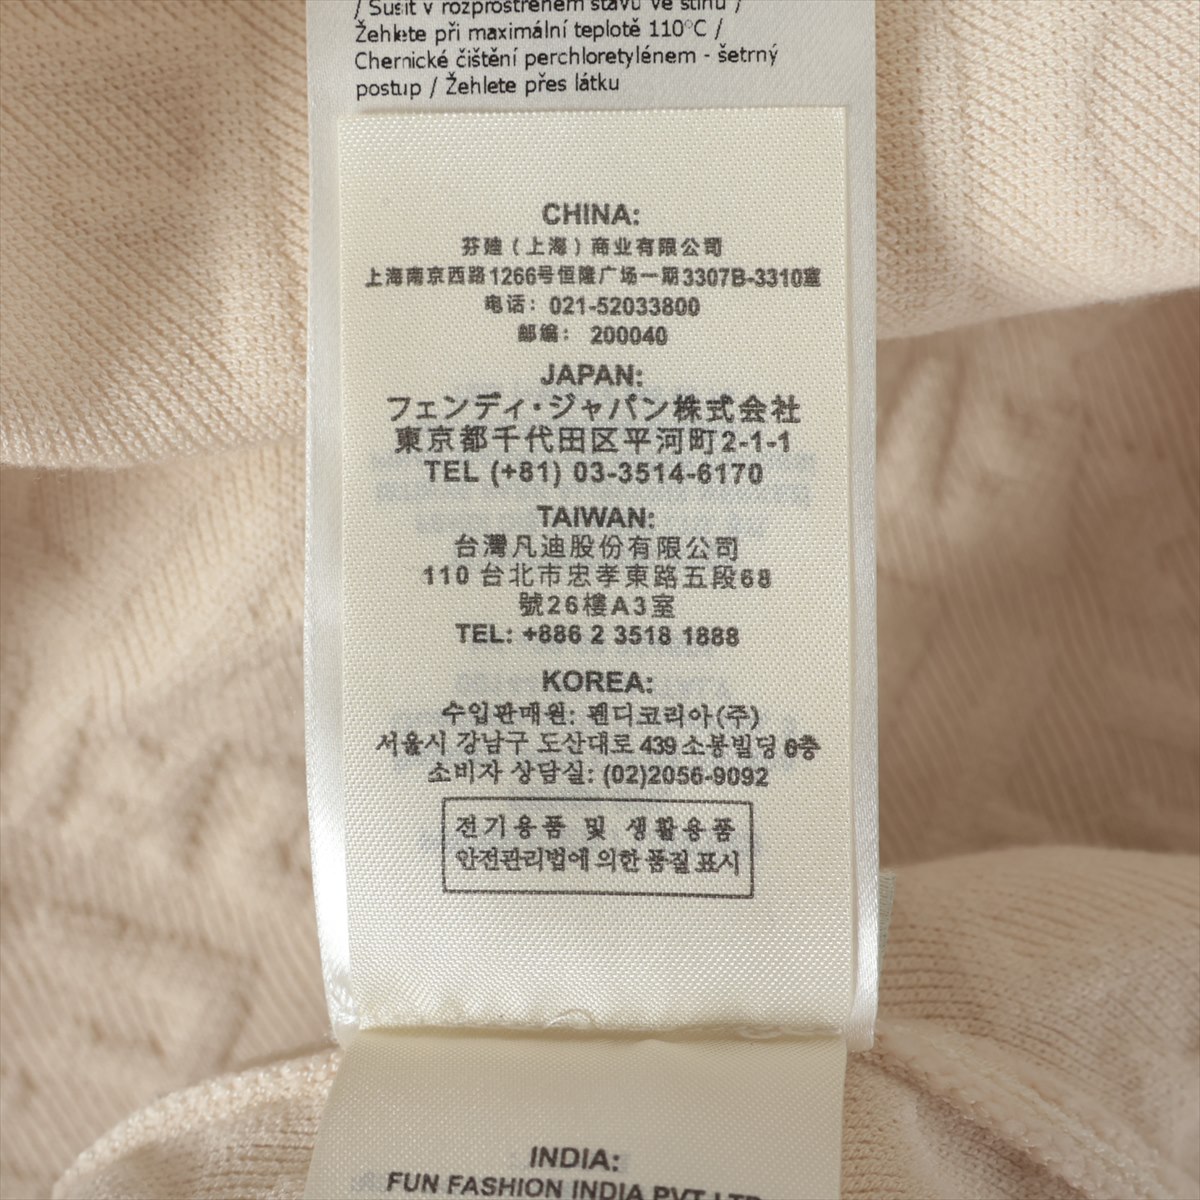 / Sušit v rozprostřeném stavu ve stínu /
Žehlete při maximální teplotě 110°C /
Chernické čištění perchloretylénem - šetrný
postup / Žehlete přes látku
CHINA:
芬迪（上海）商业有限公司
上海南京西路1266号恒隆广场一期3307B-3310室
电话: 021-52033800
邮编: 200040
JAPAN:
フェンディ・ジャパン株式会社
東京都千代田区平河町2-1-1
TEL (+81) 03-3514-6170
TAIWAN:
台灣凡迪股份有限公司
110 台北市忠孝東路五段68
號26樓A3室
TEL: +886 2 3518 1888
KOREA:
수입판매원: 펜디코리아(주)
서울시 강남구 도산대로 439 소봉빌딩 6층
소비자 상담실: (02)2056-9092
전기용품 및 생활용품
안전관리법에 의한 품질 표시
INDIA:
FUN FASHION INDIA PVT LTD